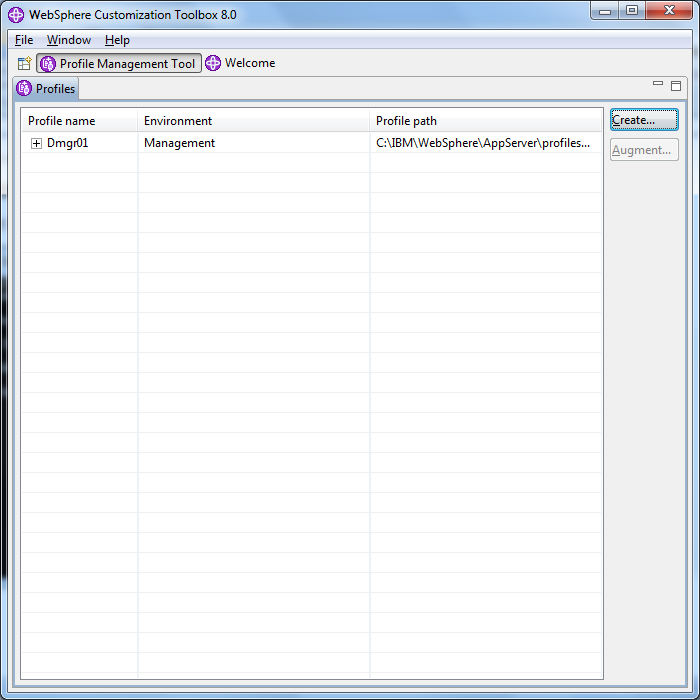 WebSphere Customization Toolbox 8.0
File Window Help
Profile Management Tool Welcome
Profiles
Profile name Environment Profile path
Create...
Dmgr01 Management C:\IBM\WebSphere\AppServer\profiles...
Augment...